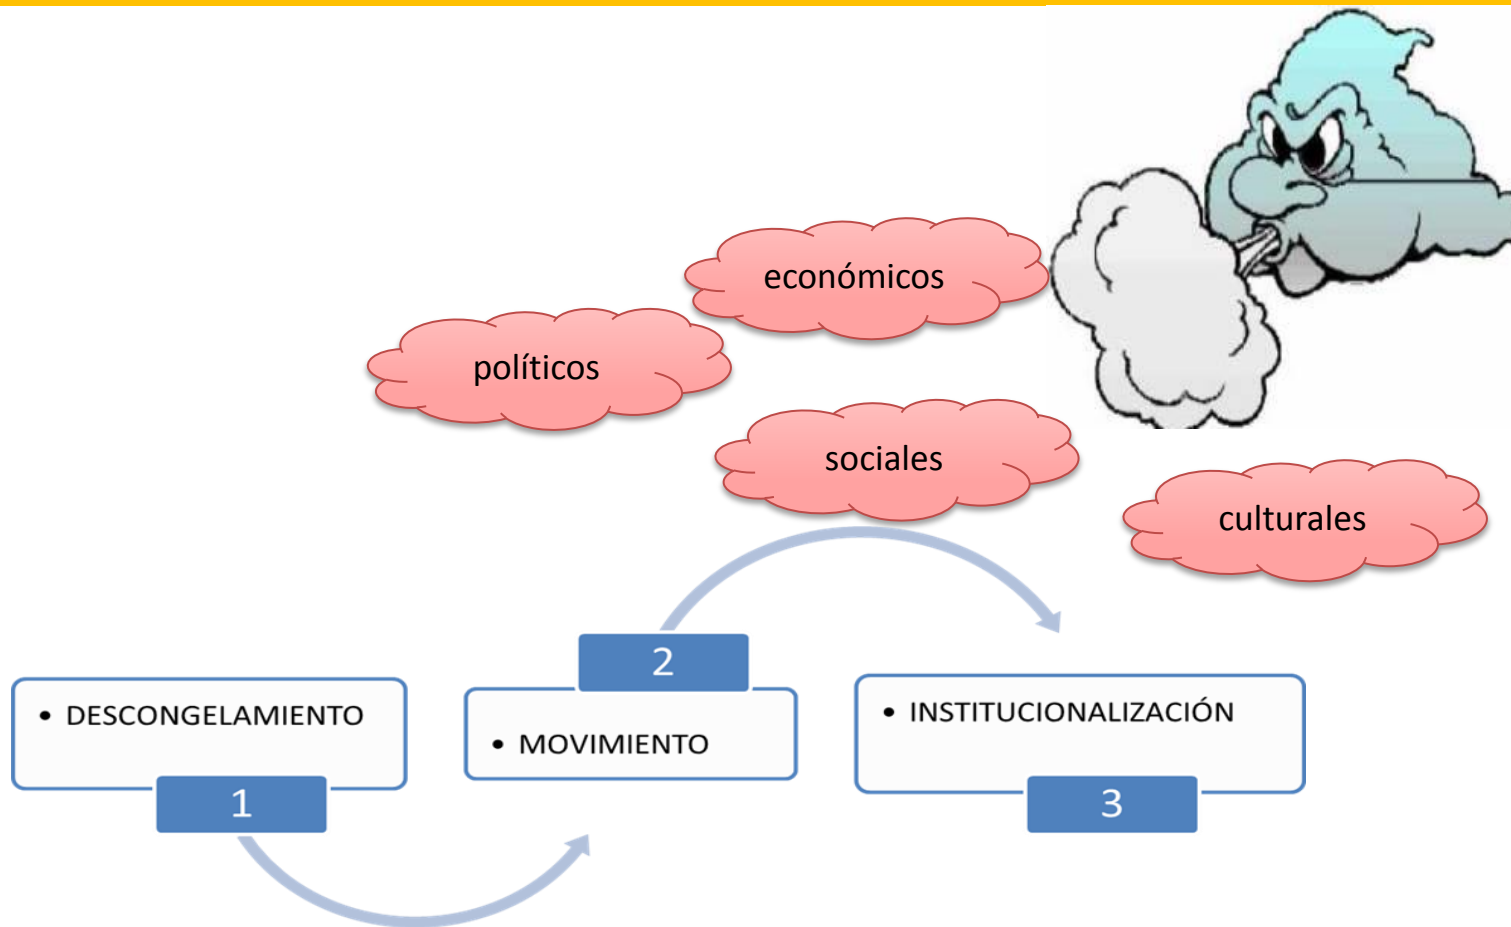 económicos
políticos
sociales
culturales
• DESCONGELAMIENTO
1
2
• MOVIMIENTO
• INSTITUCIONALIZACIÓN
3